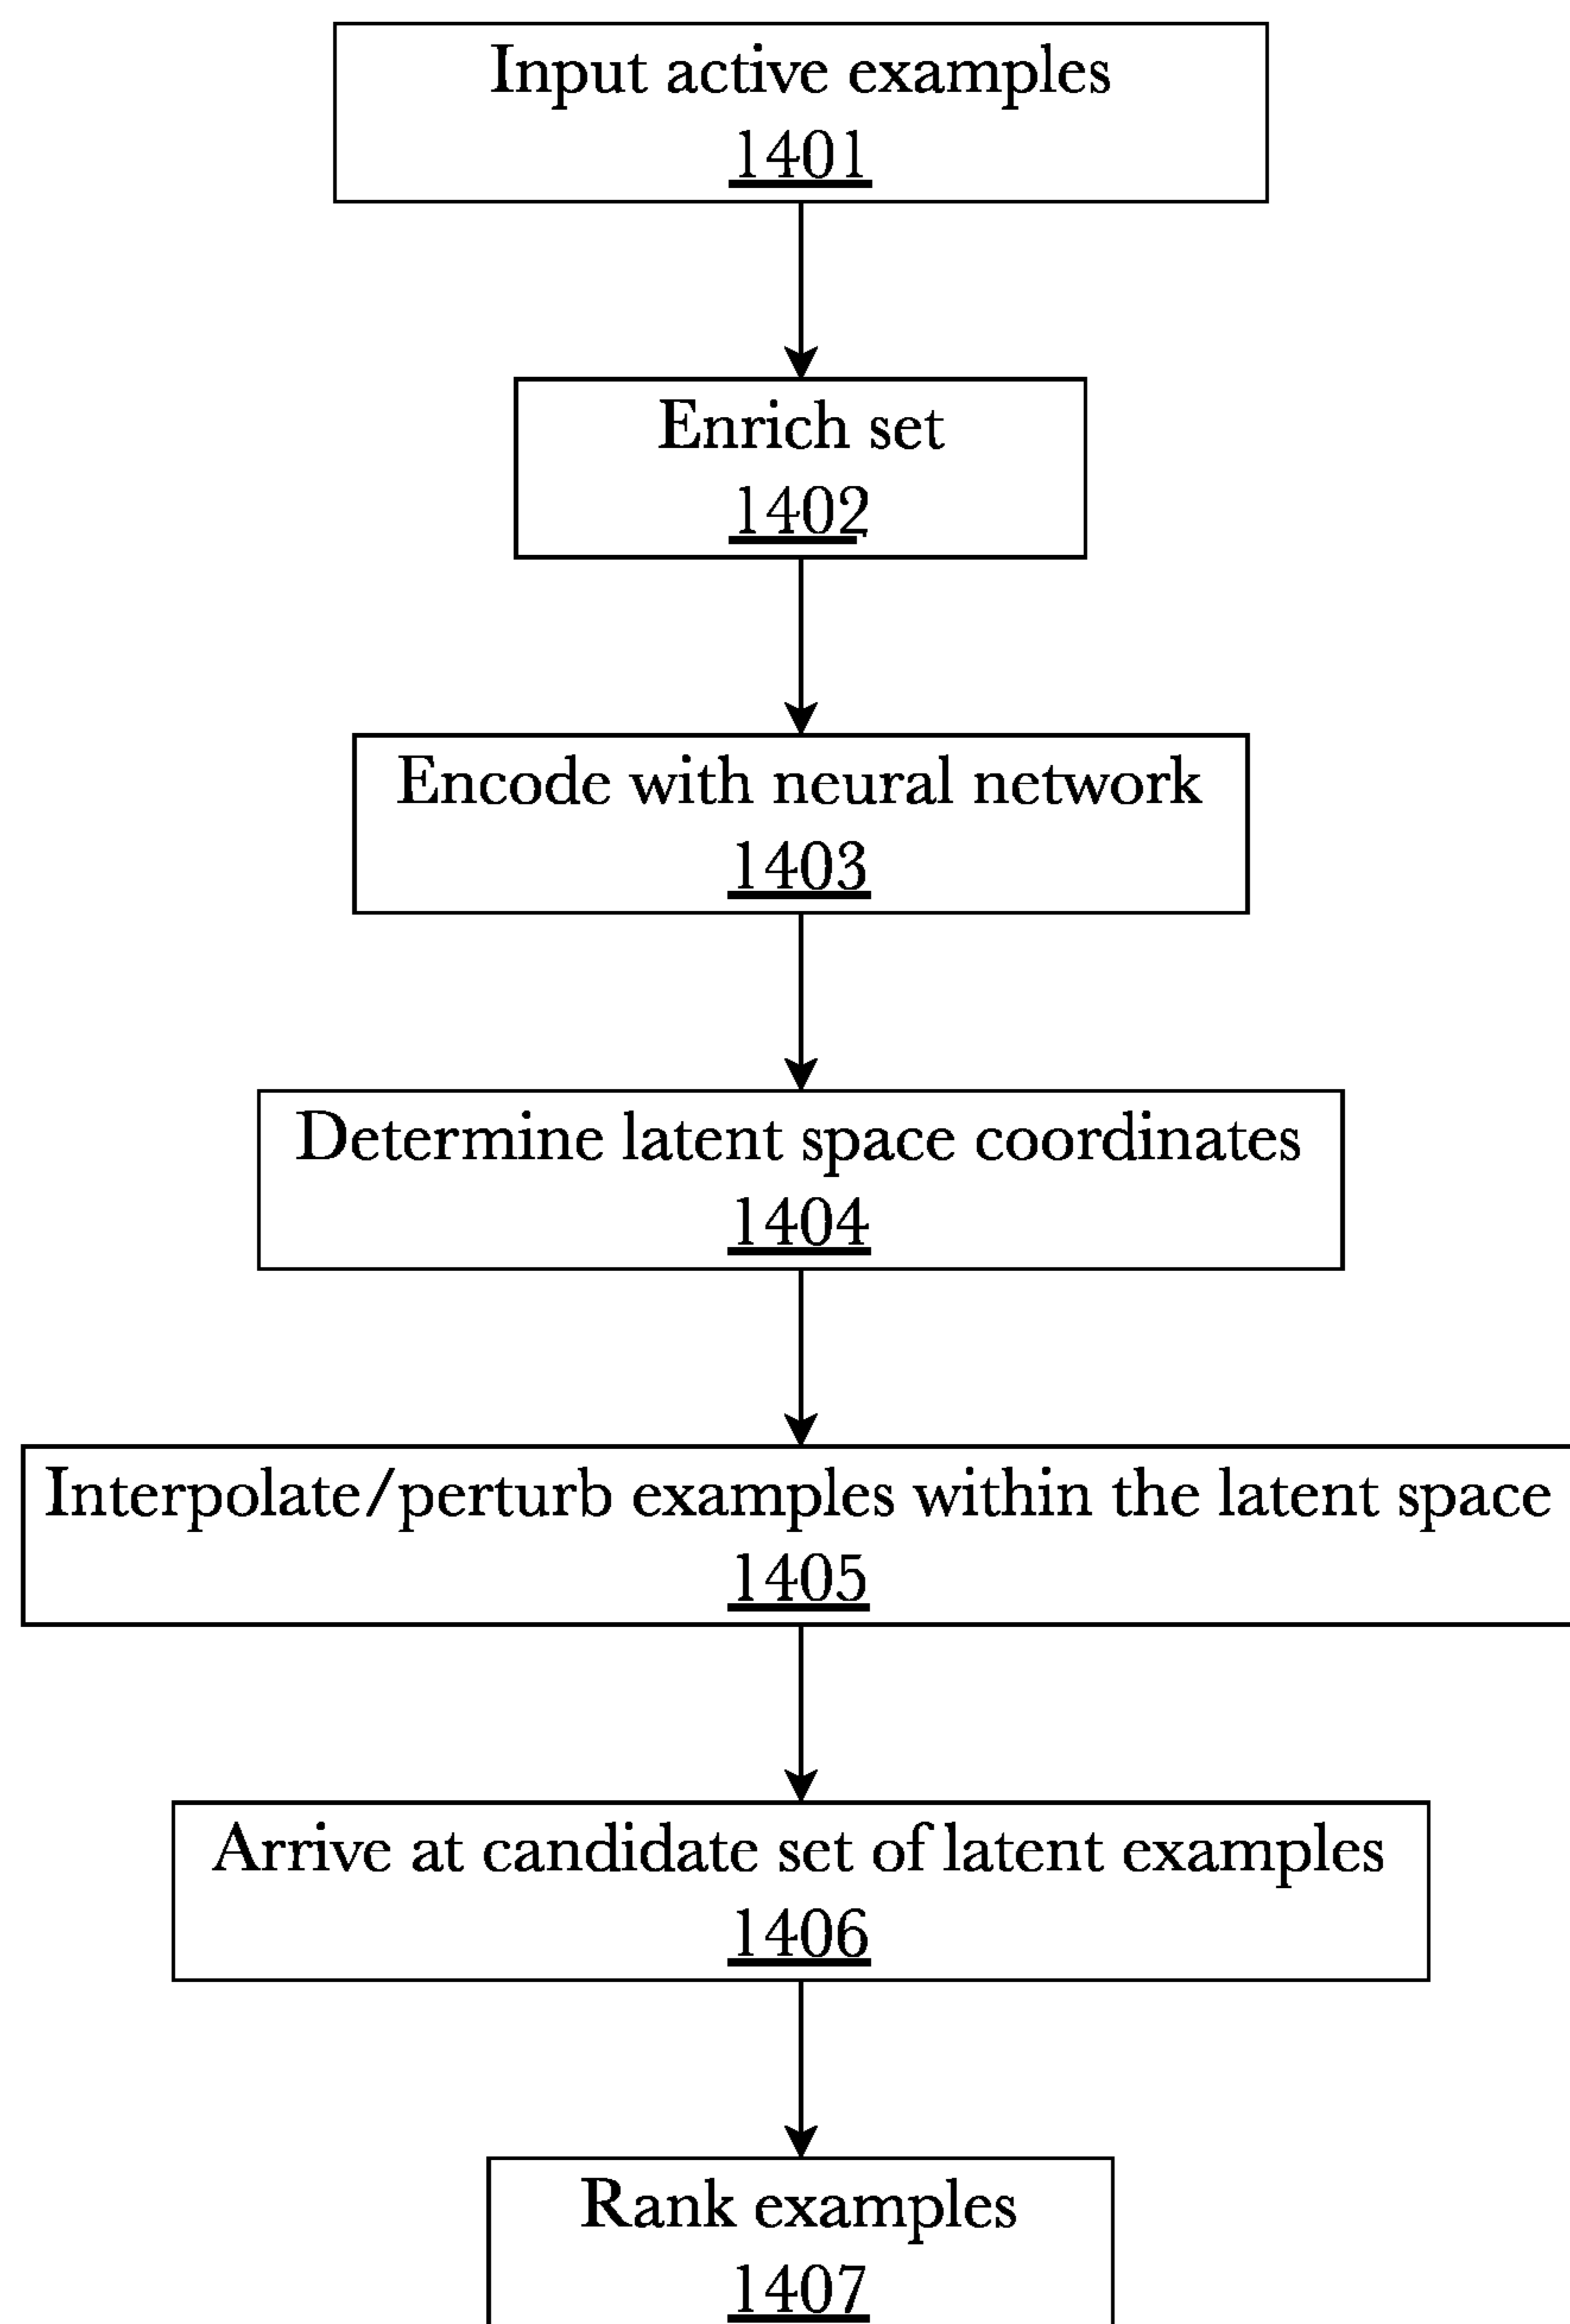 Input active examples
1401
Enrich set
1402
Encode with neural network
1403
Determine latent space coordinates
1404
Interpolate/perturb examples within the latent space
1405
Arrive at candidate set of latent examples
1406
Rank examples
1407